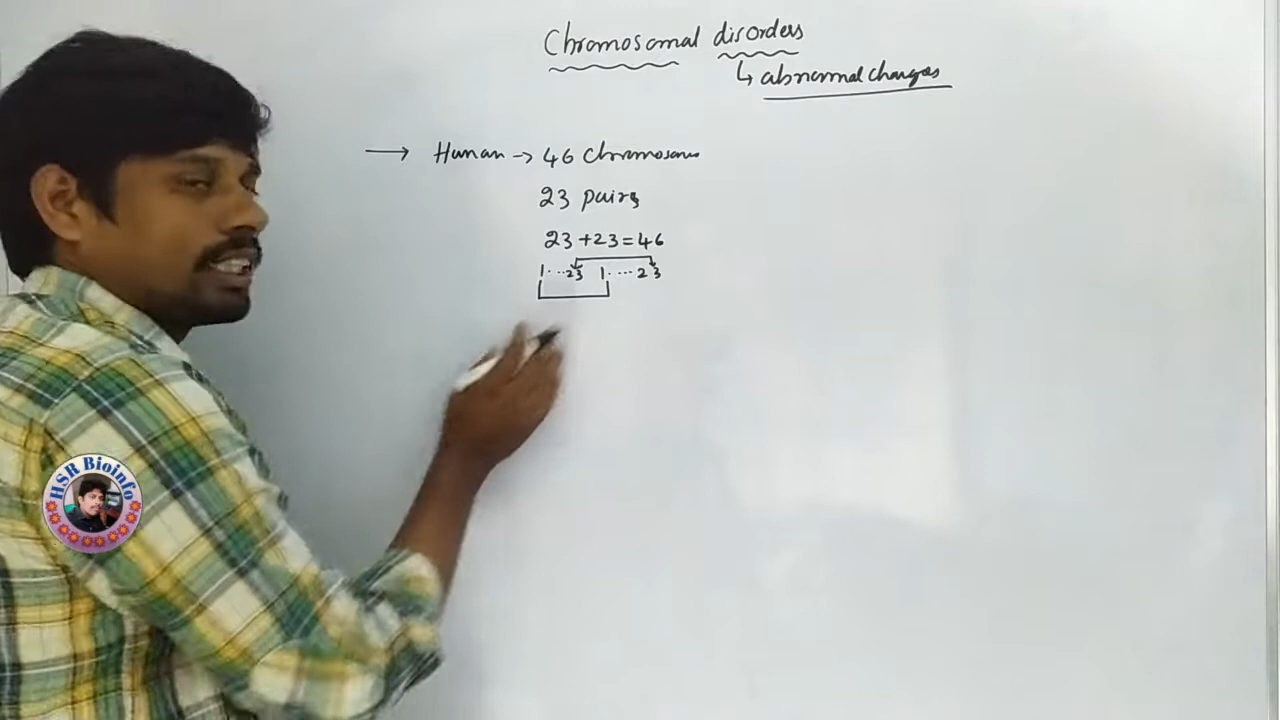 Chromosomal disorders
↳ abnormal changes
→ Human → 46 Chromosomes
23 pairs
23 + 23 = 46
1....23 1....23
HSR Bioinfo